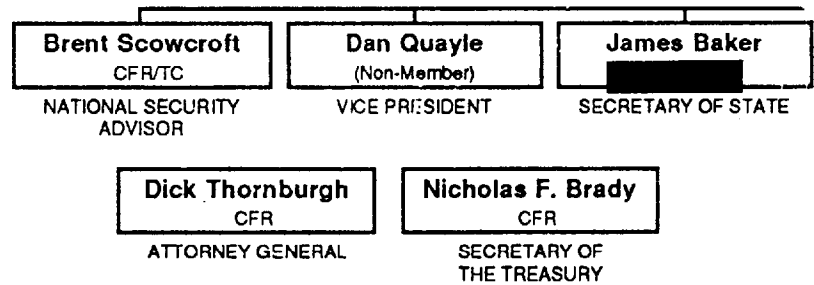 Brent Scowcroft
CFR/TC
NATIONAL SECURITY
ADVISOR
Dan Quayle
(Non-Member)
VICE PRESIDENT
James Baker
SECRETARY OF STATE
Dick Thornburgh
CFR
ATTORNEY GENERAL
Nicholas F. Brady
CFR
SECRETARY OF
THE TREASURY